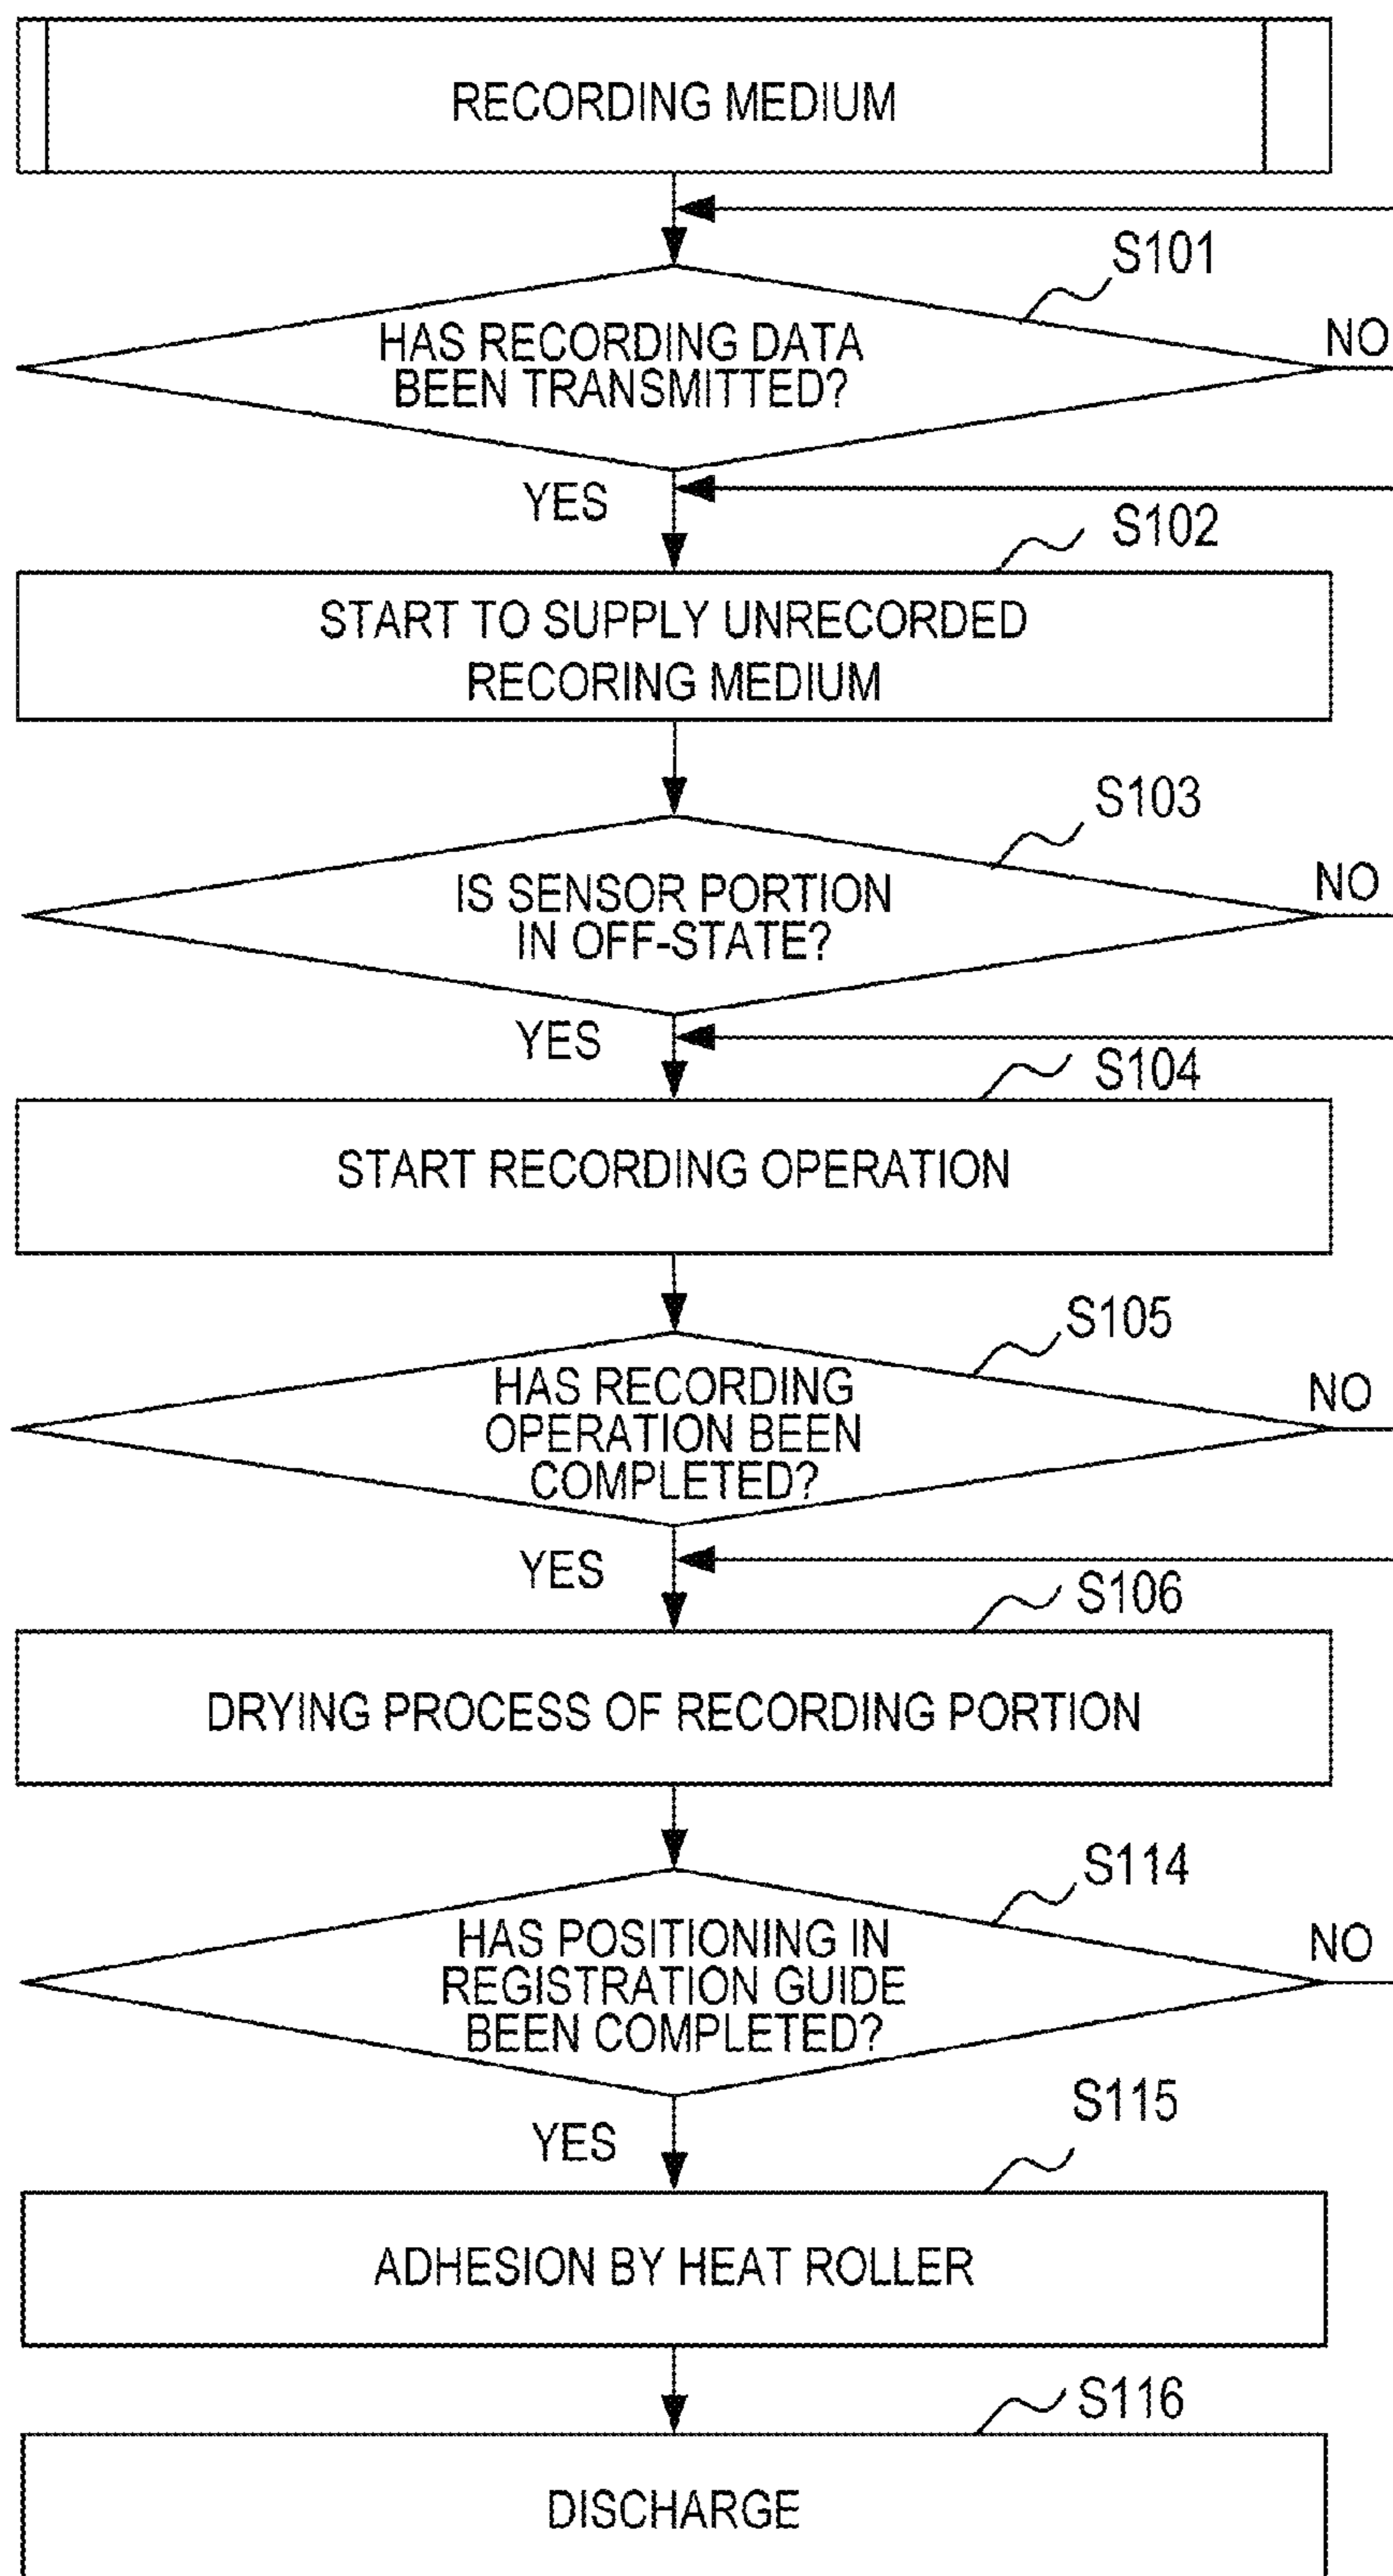 RECORDING MEDIUM
S101
HAS RECORDING DATA
BEEN TRANSMITTED?
NO
YES
S102
START TO SUPPLY UNRECORDED
RECORING MEDIUM
S103
IS SENSOR PORTION
IN OFF-STATE?
NO
YES
S104
START RECORDING OPERATION
S105
HAS RECORDING
OPERATION BEEN
COMPLETED?
NO
YES
S106
DRYING PROCESS OF RECORDING PORTION
S114
HAS POSITIONING IN
REGISTRATION GUIDE
BEEN COMPLETED?
NO
YES
S115
ADHESION BY HEAT ROLLER
S116
DISCHARGE